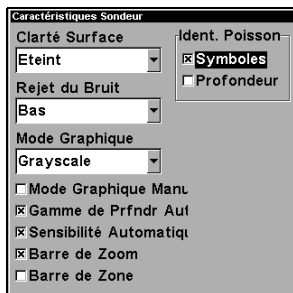 Caractéristiques Sondeur
Clarté Surface
Eteint
Rejet du Bruit
Bas
Mode Graphique
Grayscale
Mode Graphique Manu
Gamme de Prfndr Aut
Sensibilité Automatiqu
Barre de Zoom
Barre de Zone
Ident. Poisson
Symboles
Profondeur